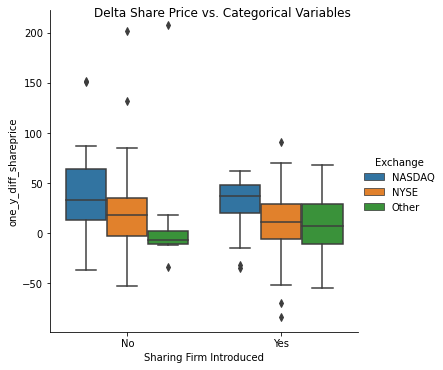 Delta Share Price vs. Categorical Variables
one_y_diff_shareprice
200
150
100
50
0
−50
No
Yes
Sharing Firm Introduced
Exchange
NASDAQ
NYSE
Other